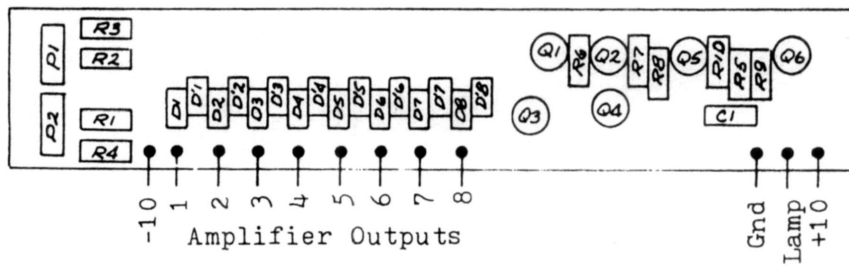 R3
P1
R2
Q1
R6
Q2
R7
R8
Q5
R10
R5
R9
Q6
D1
D'1
D2
D'2
D3
D'3
D4
D'4
D5
D'5
D6
D'6
D7
D'7
D8
D'8
P2
R1
Q3
Q4
C1
R4
-10
1
2
3
4
5
6
7
8
Gnd
Lamp
+10
Amplifier Outputs